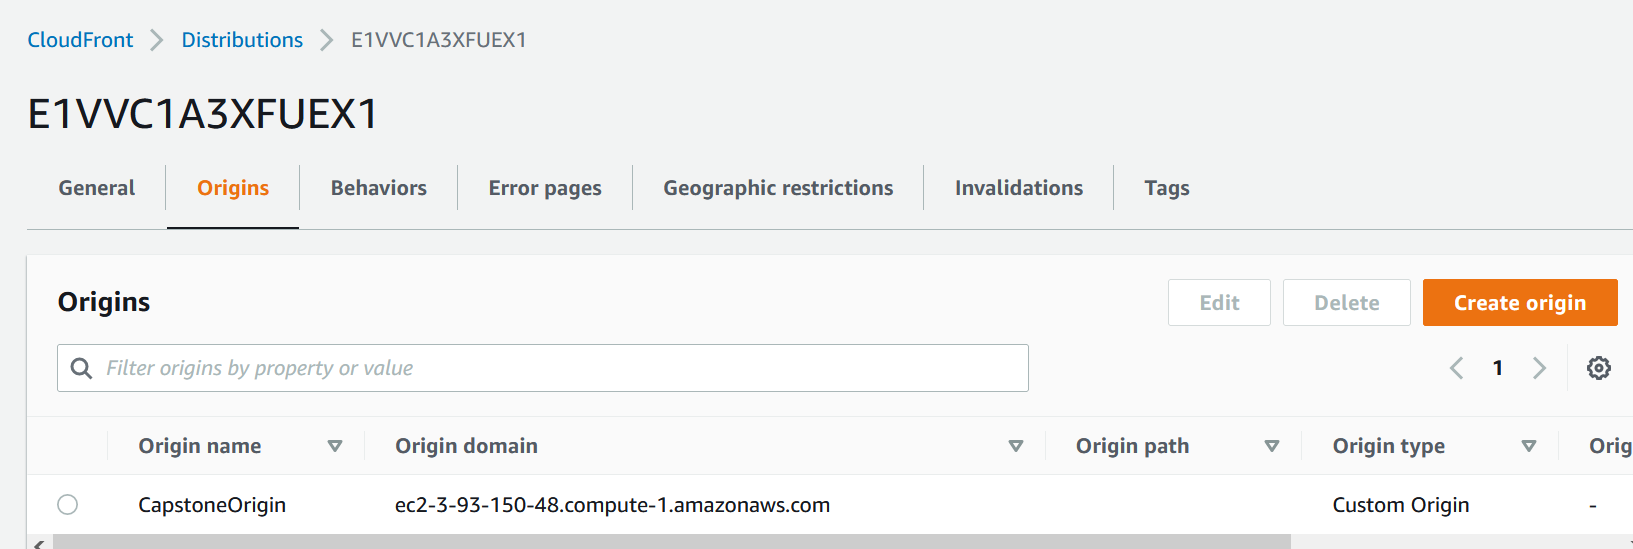 CloudFront Distributions E1VVC1A3XFUEX1
E1VVC1A3XFUEX1
General Origins Behaviors Error pages Geographic restrictions Invalidations Tags
Origins Edit Delete Create origin
Filter origins by property or value 1
Origin name Origin domain Origin path Origin type Orig
CapstoneOrigin ec2-3-93-150-48.compute-1.amazonaws.com Custom Origin -